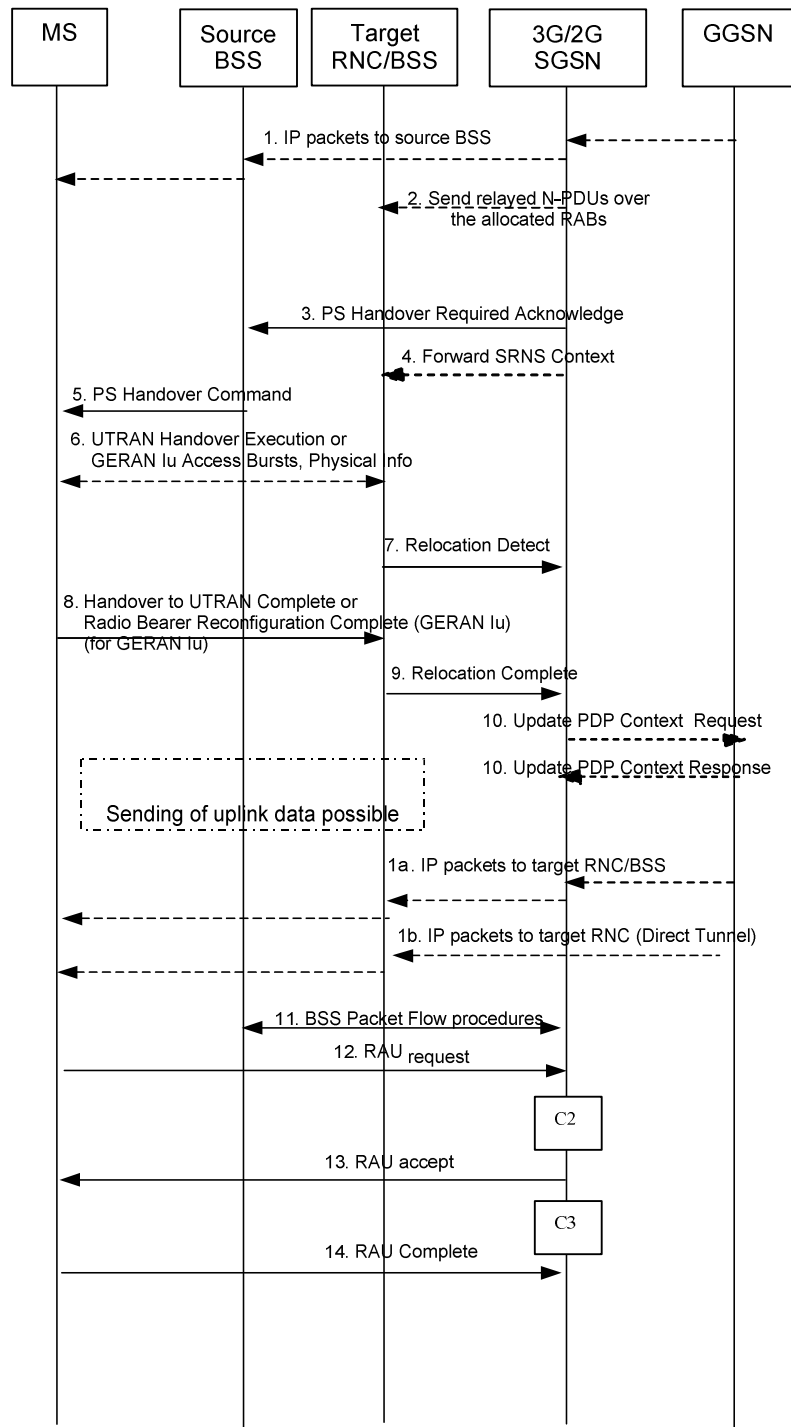 MS
Source
BSS
Target
RNC/BSS
3G/2G
SGSN
GGSN
1. IP packets to source BSS
2. Send relayed N-PDUs over
the allocated RABs
3. PS Handover Required Acknowledge
4. Forward SRNS Context
5. PS Handover Command
6. UTRAN Handover Execution or
GERAN Iu Access Bursts, Physical Info
7. Relocation Detect
8. Handover to UTRAN Complete or
Radio Bearer Reconfiguration Complete (GERAN Iu)
(for GERAN Iu)
9. Relocation Complete
10. Update PDP Context Request
10. Update PDP Context Response
Sending of uplink data possible
1a. IP packets to target RNC/BSS
1b. IP packets to target RNC (Direct Tunnel)
11. BSS Packet Flow procedures
12. RAU request
C2
13. RAU accept
C3
14. RAU Complete